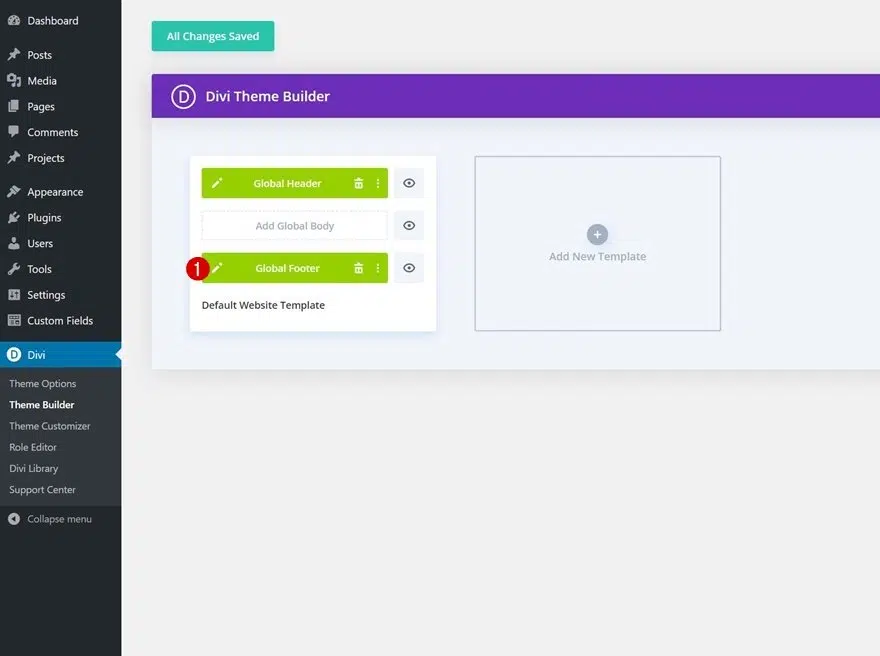 Dashboard
Posts
Media
Pages
Comments
Projects
Appearance
Plugins
Users
Tools
Settings
Custom Fields
D Divi
Theme Options
Theme Builder
Theme Customizer
Role Editor
Divi Library
Support Center
Collapse menu
All Changes Saved
D Divi Theme Builder
Global Header
Add Global Body
1 Global Footer
Default Website Template
+
Add New Template